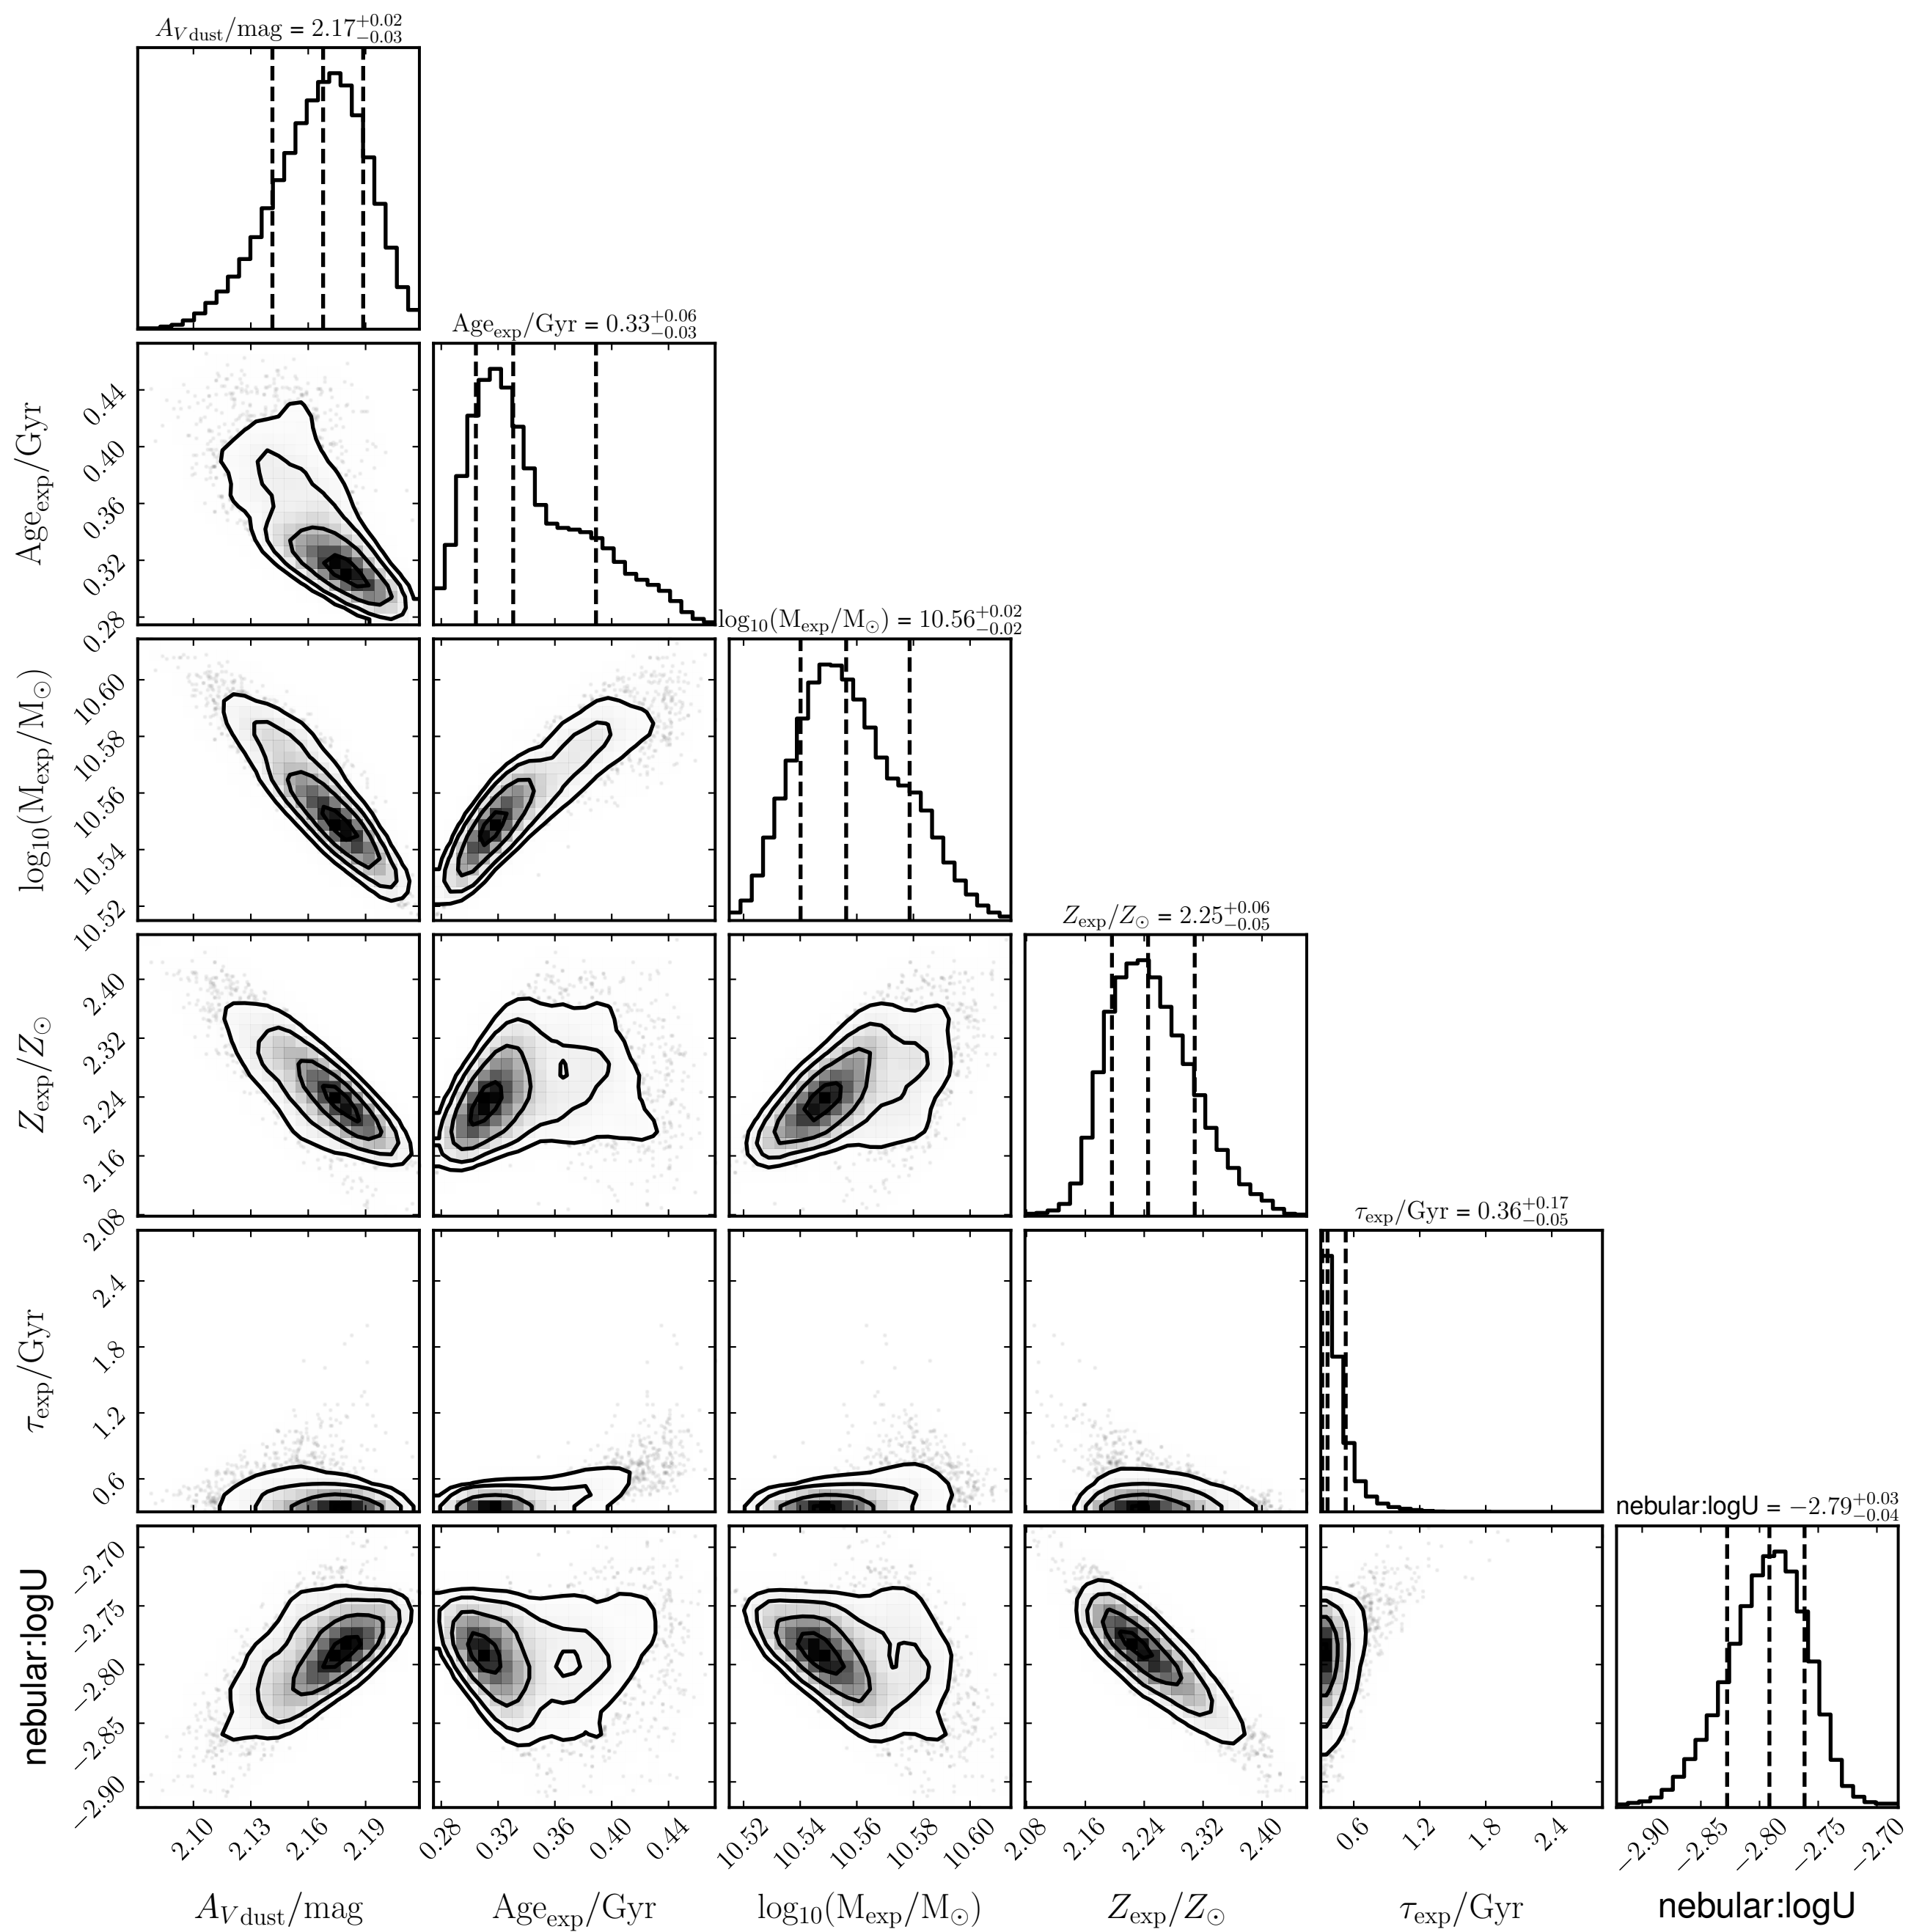 A_V dust/mag = 2.17 +0.02 −0.03
Age_exp/Gyr = 0.33 +0.06 −0.03
log10(M_exp/M⊙) = 10.56 +0.02 −0.02
Z_exp/Z⊙ = 2.25 +0.06 −0.05
τ_exp/Gyr = 0.36 +0.17 −0.05
nebular:logU = −2.79 +0.03 −0.04
Age_exp/Gyr
0.44
0.40
0.36
0.32
0.28
log10(M_exp/M⊙)
10.60
10.58
10.56
10.54
10.52
Z_exp/Z⊙
2.40
2.32
2.24
2.16
2.08
τ_exp/Gyr
2.4
1.8
1.2
0.6
nebular:logU
−2.70
−2.75
−2.80
−2.85
−2.90
2.10 2.13 2.16 2.19
0.28 0.32 0.36 0.40 0.44
10.52 10.54 10.56 10.58 10.60
2.08 2.16 2.24 2.32 2.40
0.6 1.2 1.8 2.4
−2.90 −2.85 −2.80 −2.75 −2.70
A_V dust/mag
Age_exp/Gyr
log10(M_exp/M⊙)
Z_exp/Z⊙
τ_exp/Gyr
nebular:logU